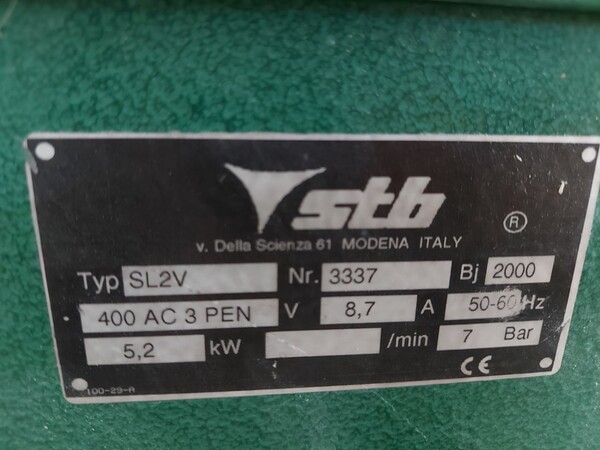 stb
®
v. Della Scienza 61 MODENA ITALY
Typ SL2V Nr. 3337 Bj 2000
400 AC 3 PEN V 8,7 A 50-60 Hz
5,2 kW /min 7 Bar
CE
100-29-A